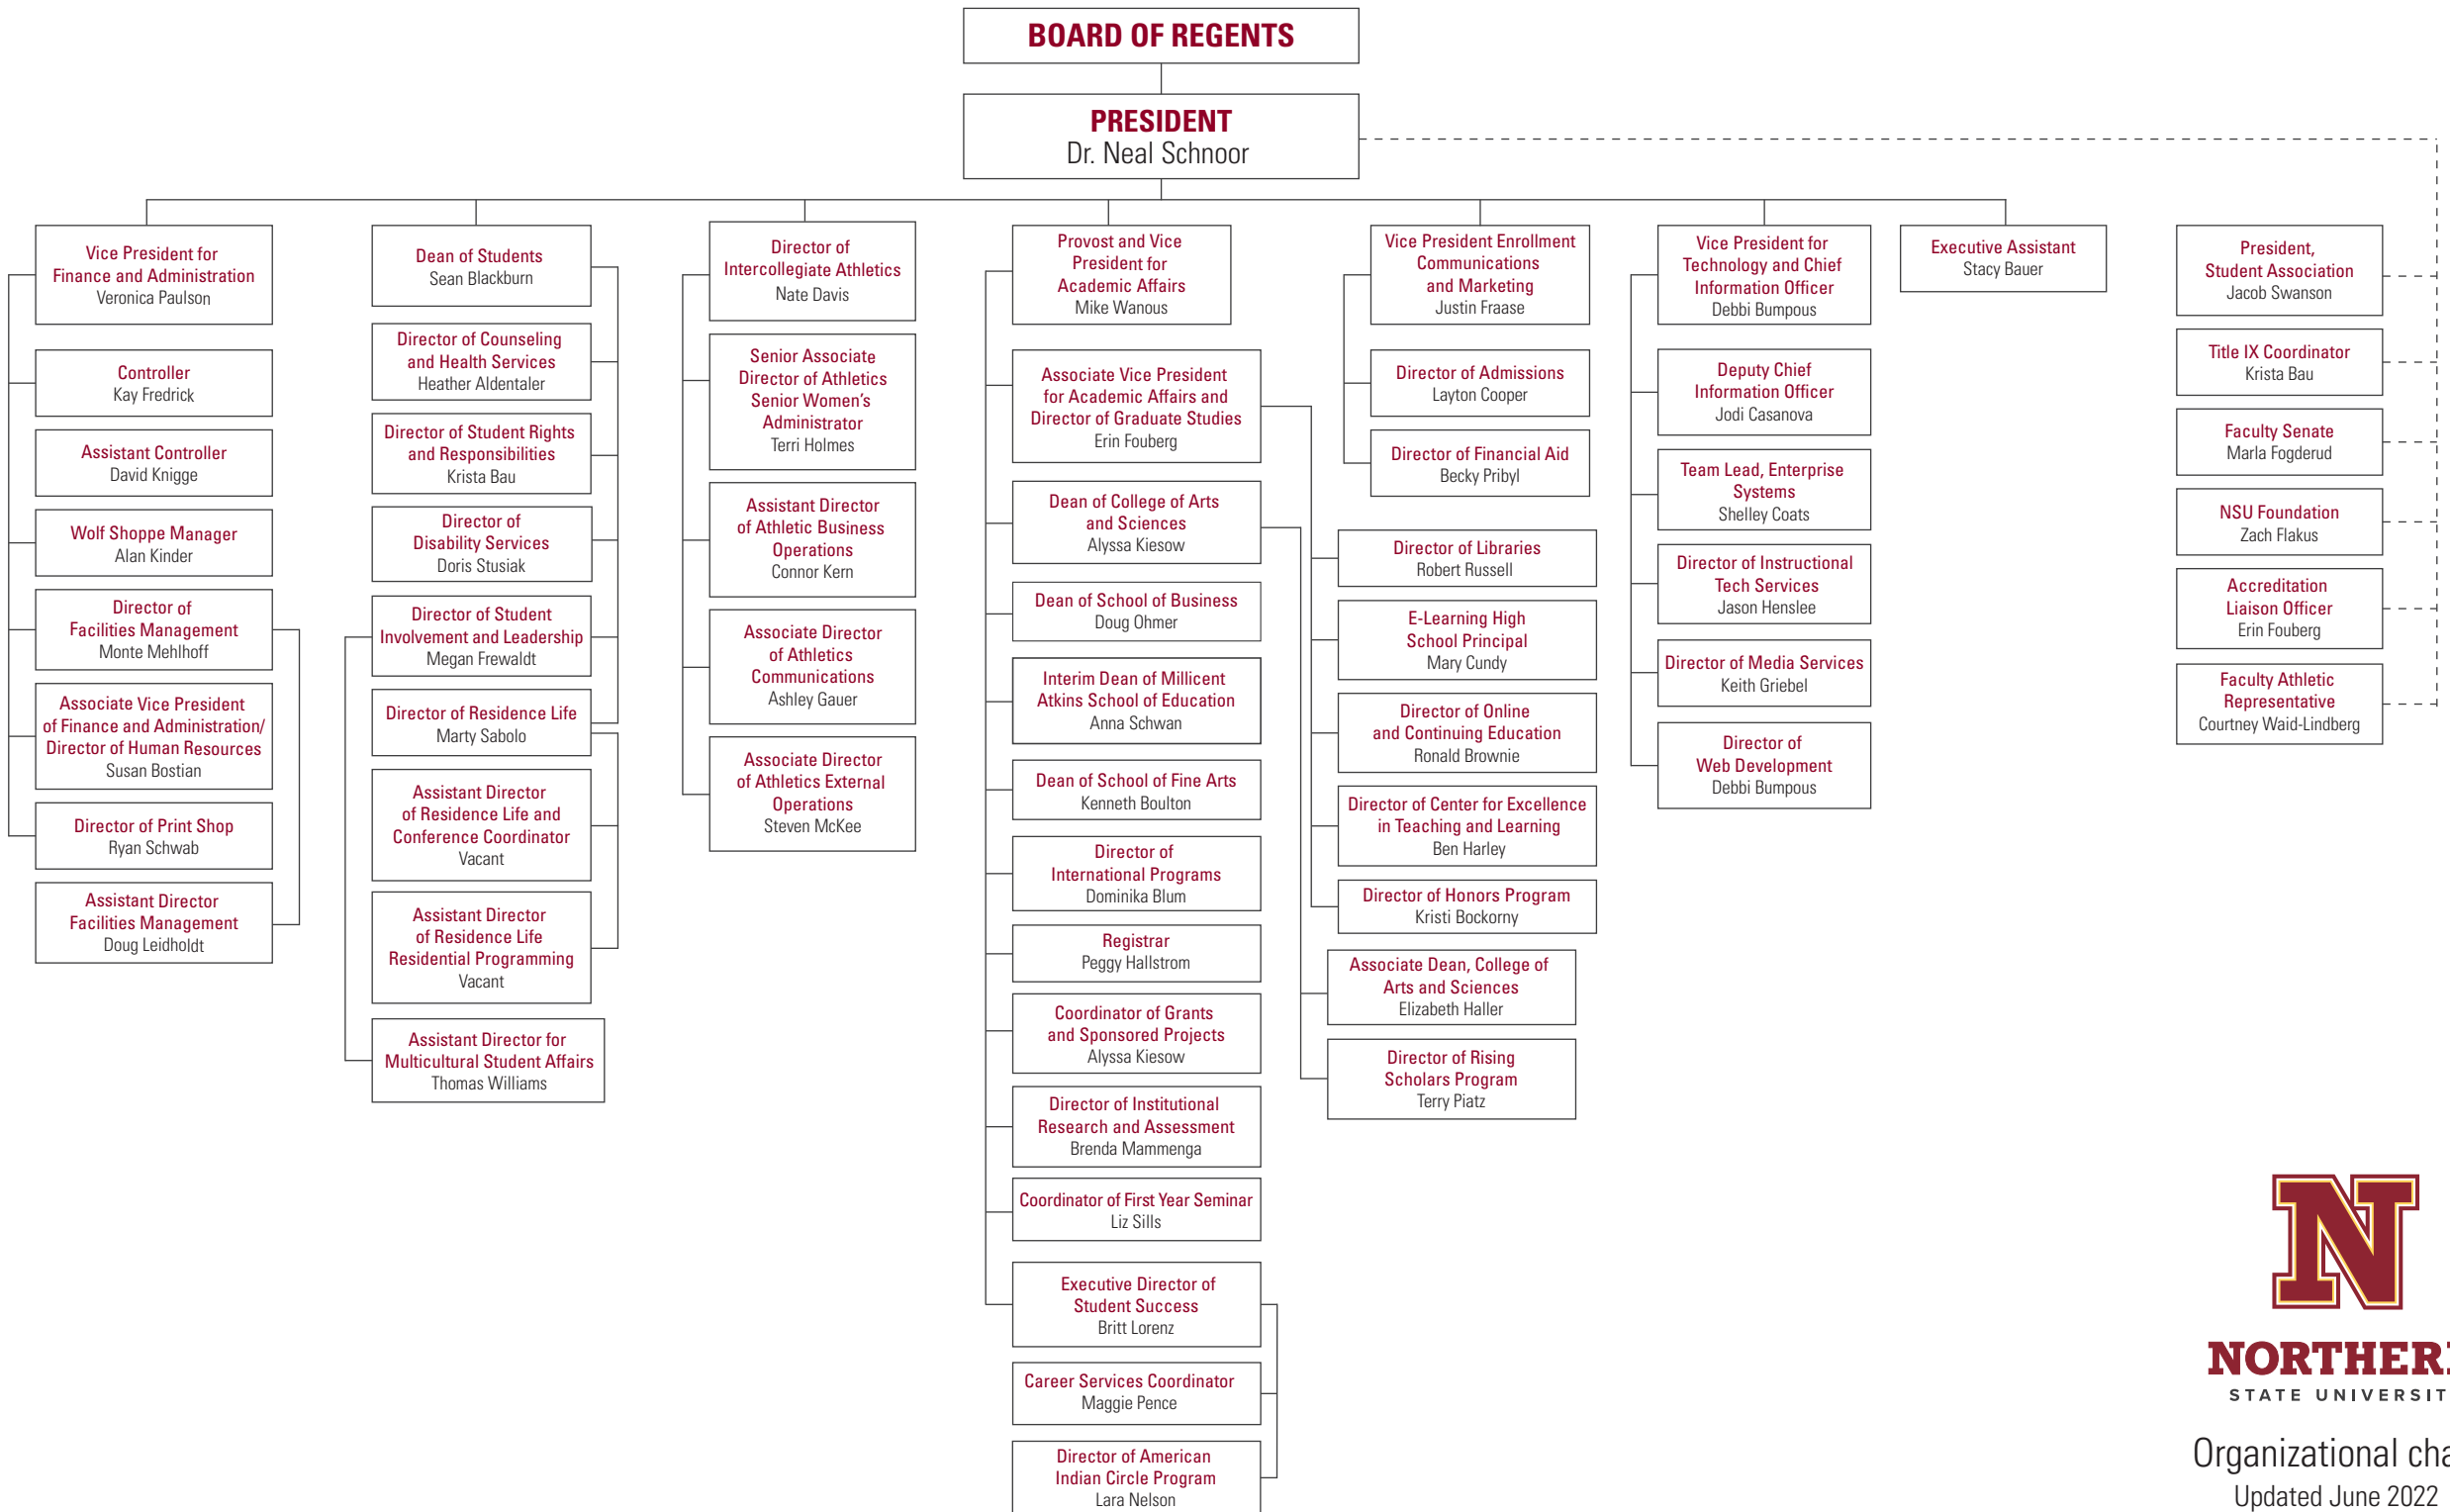 BOARD OF REGENTS
PRESIDENT
Dr. Neal Schnoor
Vice President for
Finance and Administration
Veronica Paulson
Controller
Kay Fredrick
Assistant Controller
David Knigge
Wolf Shoppe Manager
Alan Kinder
Director of
Facilities Management
Monte Mehlhoff
Associate Vice President
of Finance and Administration/
Director of Human Resources
Susan Bostian
Director of Print Shop
Ryan Schwab
Assistant Director
Facilities Management
Doug Leidholdt
Dean of Students
Sean Blackburn
Director of Counseling
and Health Services
Heather Aldentaler
Director of Student Rights
and Responsibilities
Krista Bau
Director of
Disability Services
Doris Stusiak
Director of Student
Involvement and Leadership
Megan Frewaldt
Director of Residence Life
Marty Sabolo
Assistant Director
of Residence Life and
Conference Coordinator
Vacant
Assistant Director
of Residence Life
Residential Programming
Vacant
Assistant Director for
Multicultural Student Affairs
Thomas Williams
Director of
Intercollegiate Athletics
Nate Davis
Senior Associate
Director of Athletics
Senior Women's
Administrator
Terri Holmes
Assistant Director
of Athletic Business
Operations
Connor Kern
Associate Director
of Athletics
Communications
Ashley Gauer
Associate Director
of Athletics External
Operations
Steven McKee
Provost and Vice
President for
Academic Affairs
Mike Wanous
Associate Vice President
for Academic Affairs and
Director of Graduate Studies
Erin Fouberg
Dean of College of Arts
and Sciences
Alyssa Kiesow
Dean of School of Business
Doug Ohmer
Interim Dean of Millicent
Atkins School of Education
Anna Schwan
Dean of School of Fine Arts
Kenneth Boulton
Director of
International Programs
Dominika Blum
Registrar
Peggy Hallstrom
Coordinator of Grants
and Sponsored Projects
Alyssa Kiesow
Director of Institutional
Research and Assessment
Brenda Mammenga
Coordinator of First Year Seminar
Liz Sills
Executive Director of
Student Success
Britt Lorenz
Career Services Coordinator
Maggie Pence
Director of American
Indian Circle Program
Lara Nelson
Vice President Enrollment
Communications
and Marketing
Justin Fraase
Director of Admissions
Layton Cooper
Director of Financial Aid
Becky Pribyl
Director of Libraries
Robert Russell
E-Learning High
School Principal
Mary Cundy
Director of Online
and Continuing Education
Ronald Brownie
Director of Center for Excellence
in Teaching and Learning
Ben Harley
Director of Honors Program
Kristi Bockorny
Associate Dean, College of
Arts and Sciences
Elizabeth Haller
Director of Rising
Scholars Program
Terry Piatz
Vice President for
Technology and Chief
Information Officer
Debbi Bumpous
Deputy Chief
Information Officer
Jodi Casanova
Team Lead, Enterprise
Systems
Shelley Coats
Director of Instructional
Tech Services
Jason Henslee
Director of Media Services
Keith Griebel
Director of
Web Development
Debbi Bumpous
Executive Assistant
Stacy Bauer
President,
Student Association
Jacob Swanson
Title IX Coordinator
Krista Bau
Faculty Senate
Marla Fogderud
NSU Foundation
Zach Flakus
Accreditation
Liaison Officer
Erin Fouberg
Faculty Athletic
Representative
Courtney Waid-Lindberg
N
NORTHER
STATE UNIVERSIT
Organizational cha
Updated June 2022